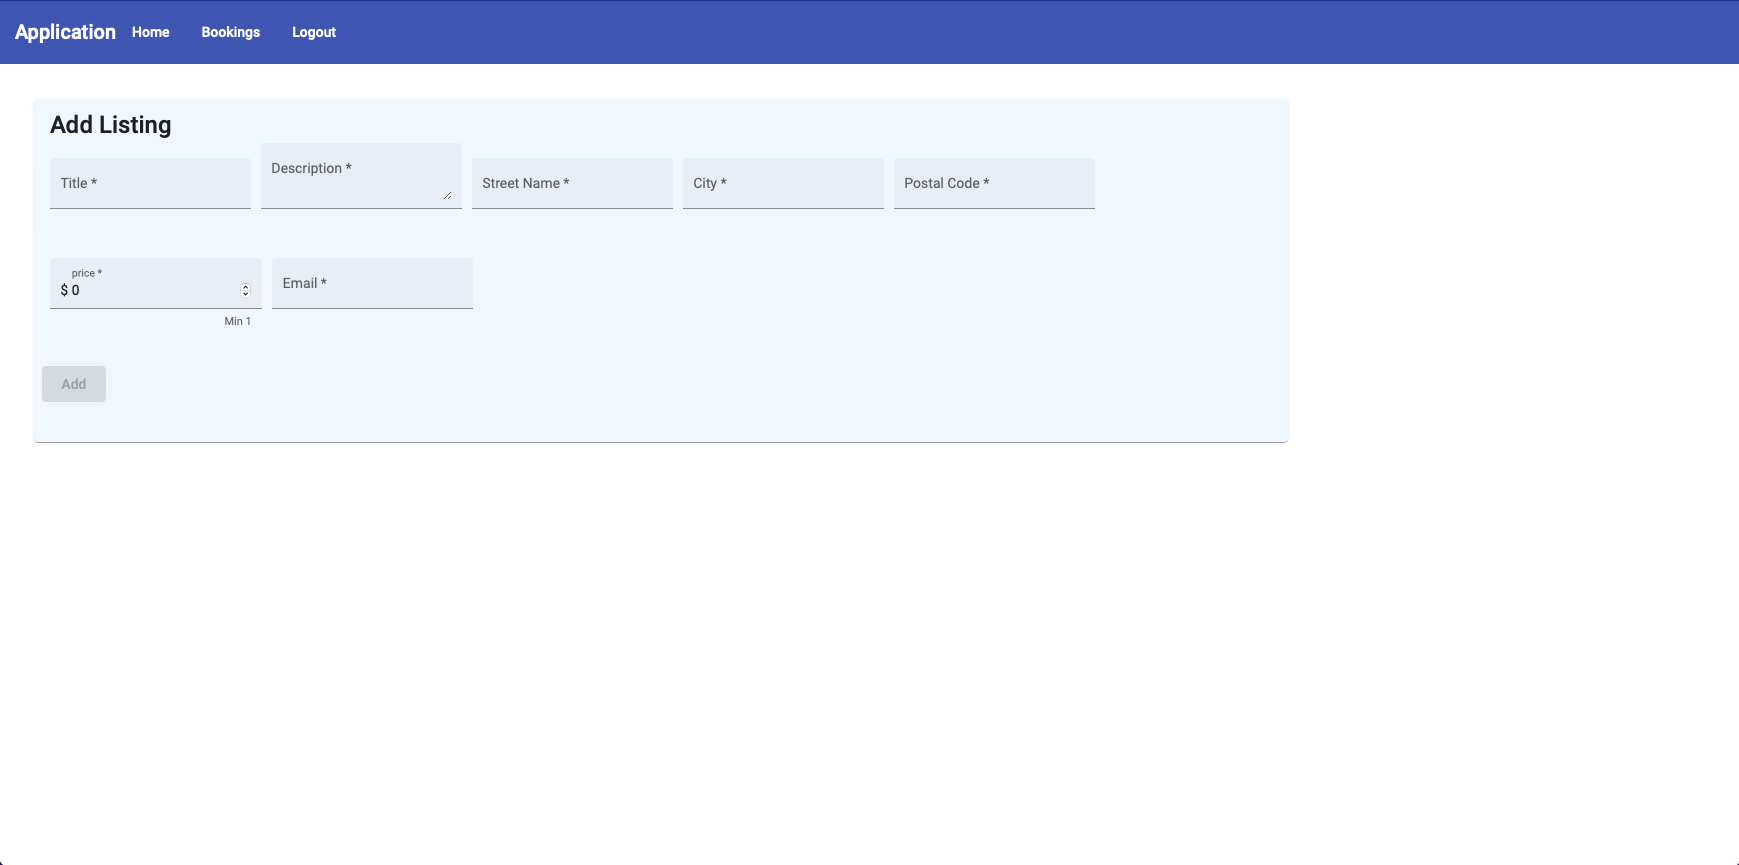 Application Home Bookings Logout
Add Listing
Title * Description * Street Name * City * Postal Code *
price *
$ 0 Email *
Min 1
Add